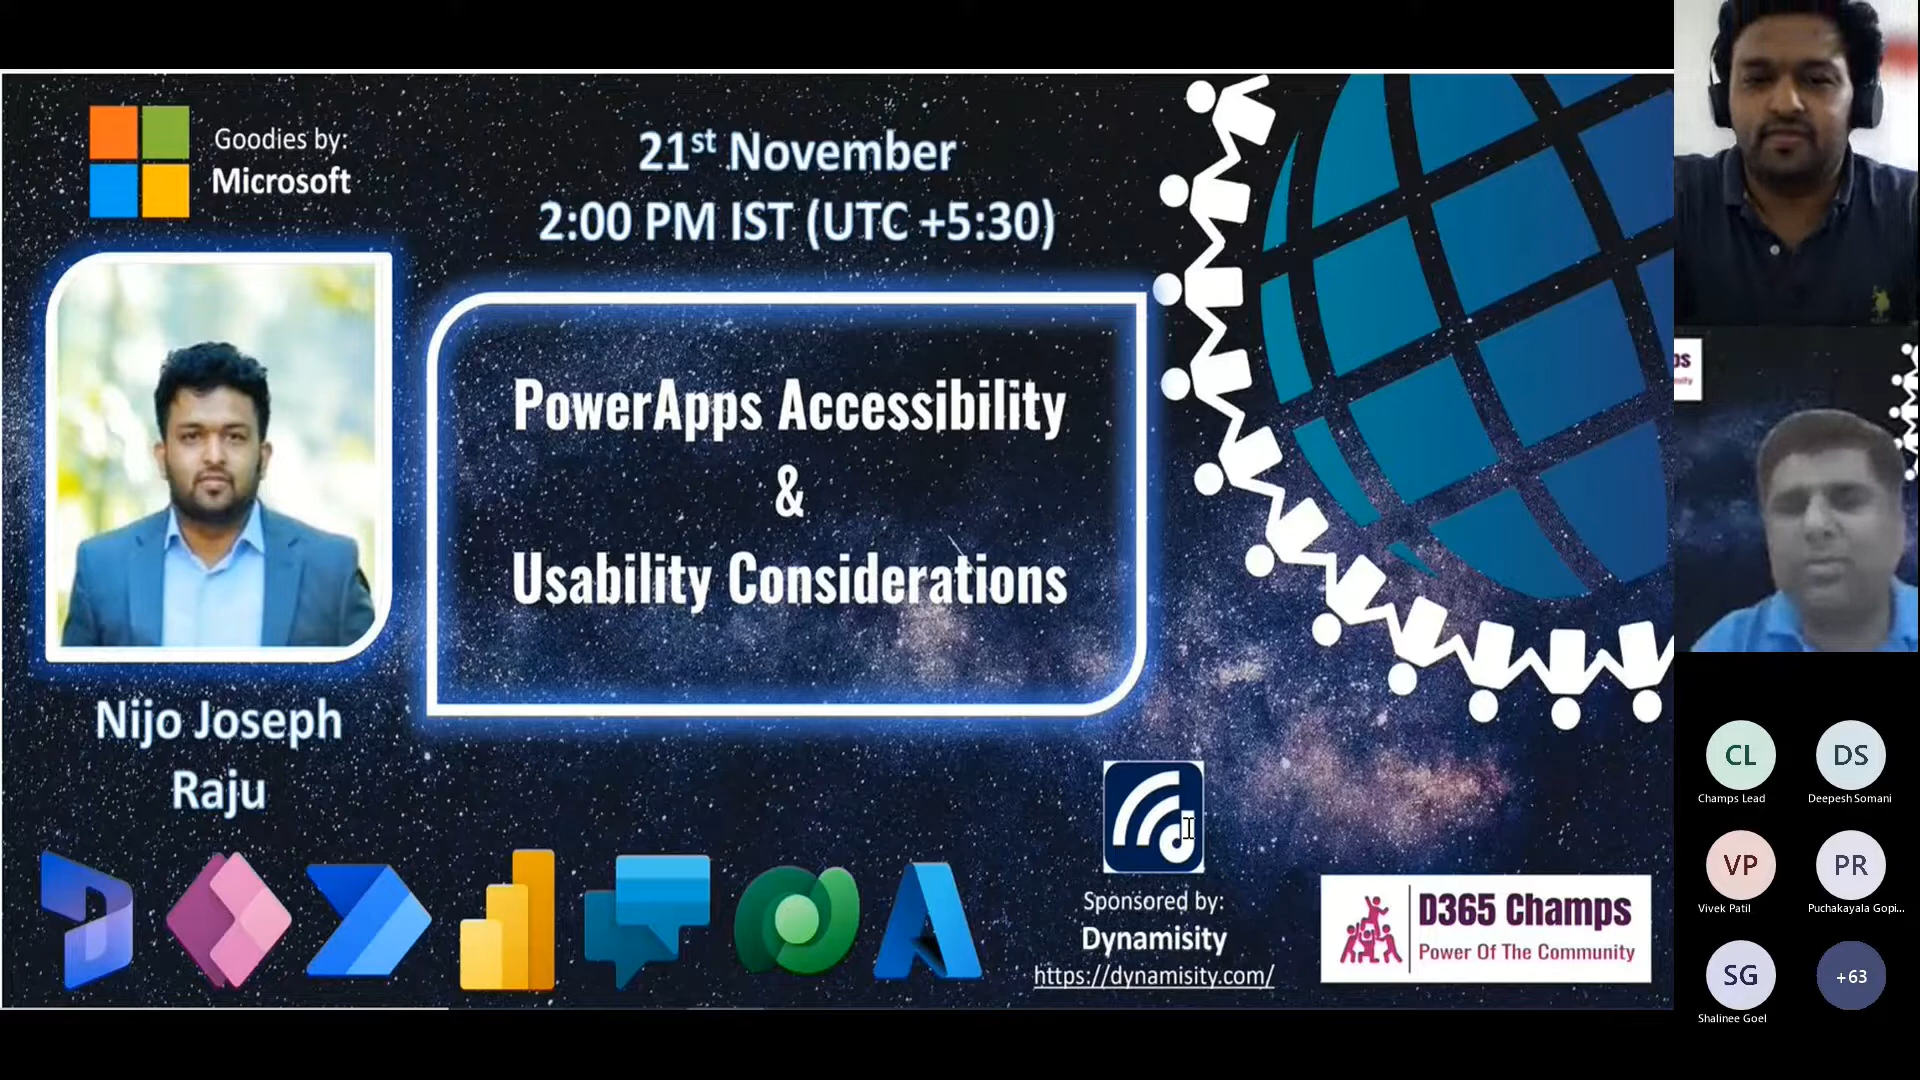 Goodies by:
Microsoft
21st November
2:00 PM IST (UTC +5:30)
PowerApps Accessibility
&
Usability Considerations
Nijo Joseph
Raju
Sponsored by:
Dynamisity
https://dynamisity.com/
D365 Champs
Power Of The Community
CL
Champs Lead
DS
Deepesh Somani
VP
Vivek Patil
PR
Puchakayala Gopi...
SG
Shalinee Goel
+63